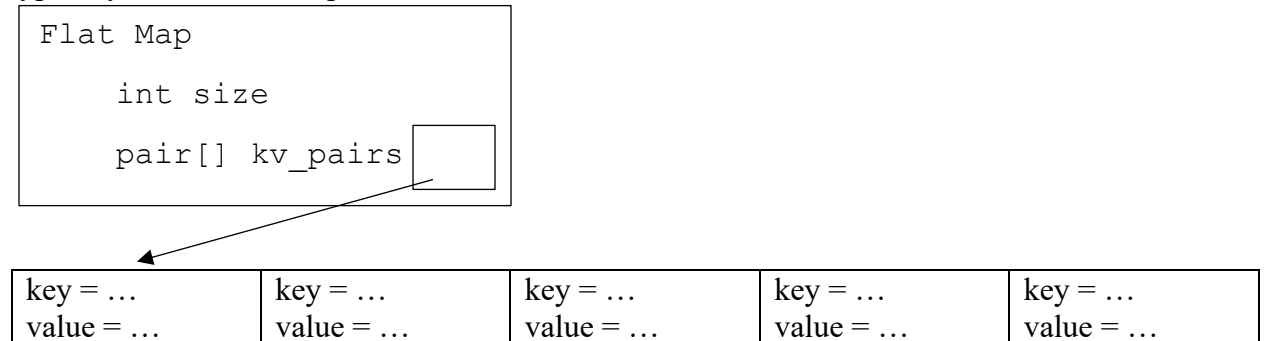 Flat Map
int size
pair[] kv_pairs
key = … key = … key = … key = … key = …
value = … value = … value = … value = … value = …